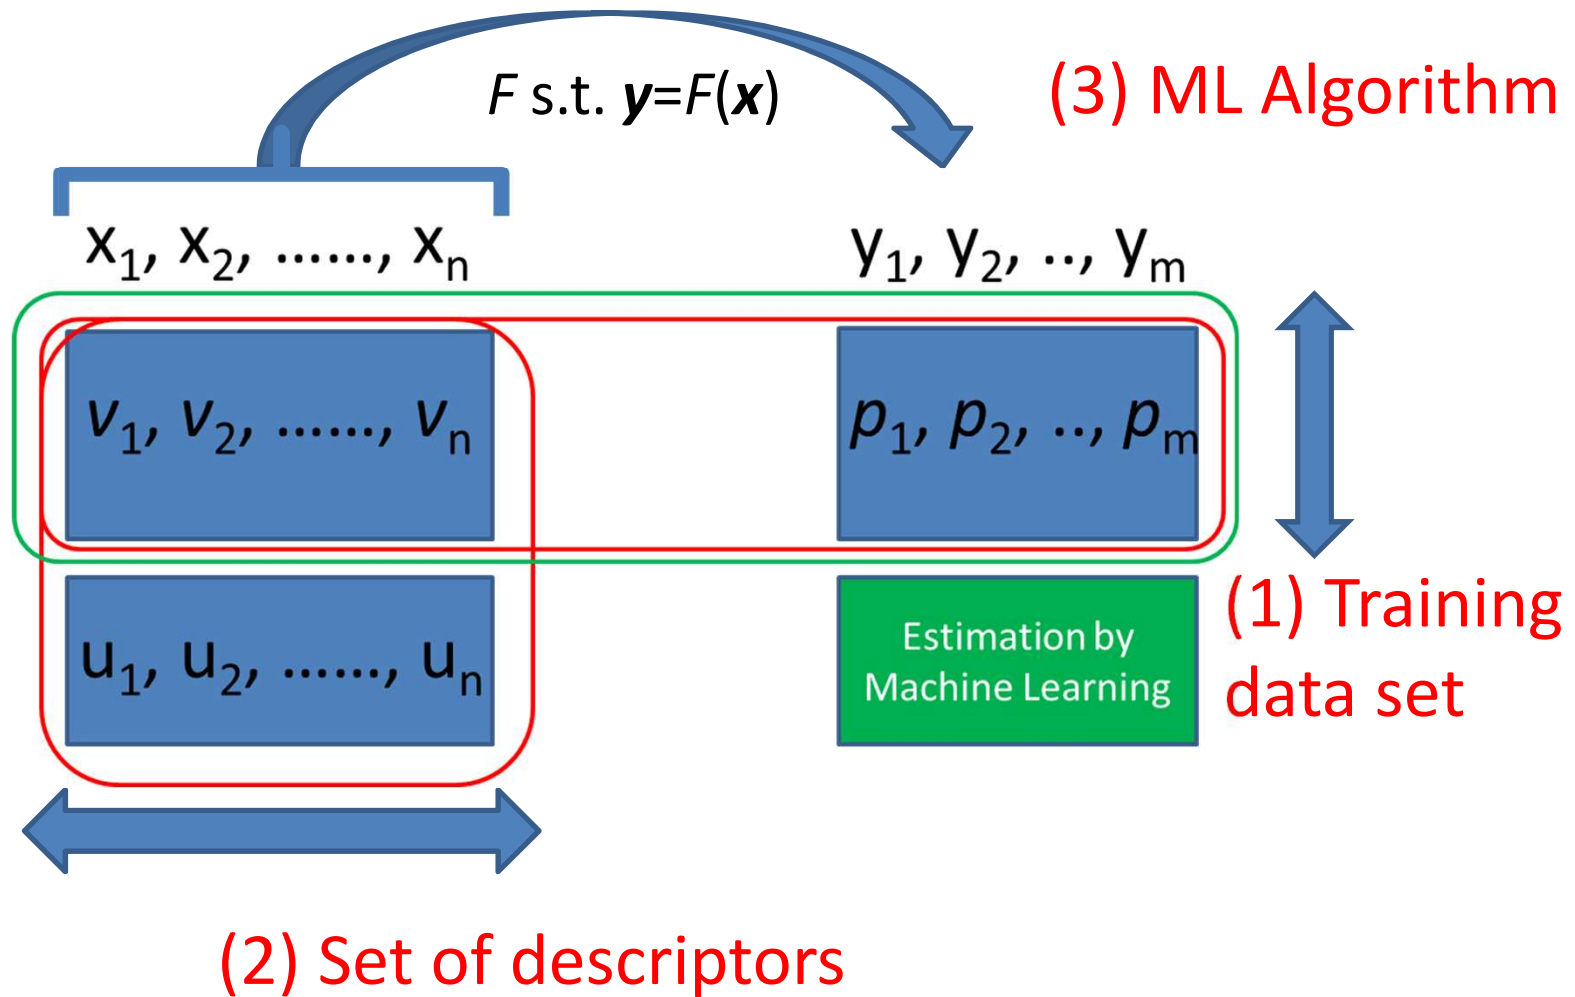 F s.t. y=F(x)
(3) ML Algorithm
x₁, x₂, ……, xₙ
y₁, y₂, .., yₘ
v₁, v₂, ……, vₙ
p₁, p₂, .., pₘ
u₁, u₂, ……, uₙ
Estimation by
Machine Learning
(1) Training
data set
(2) Set of descriptors